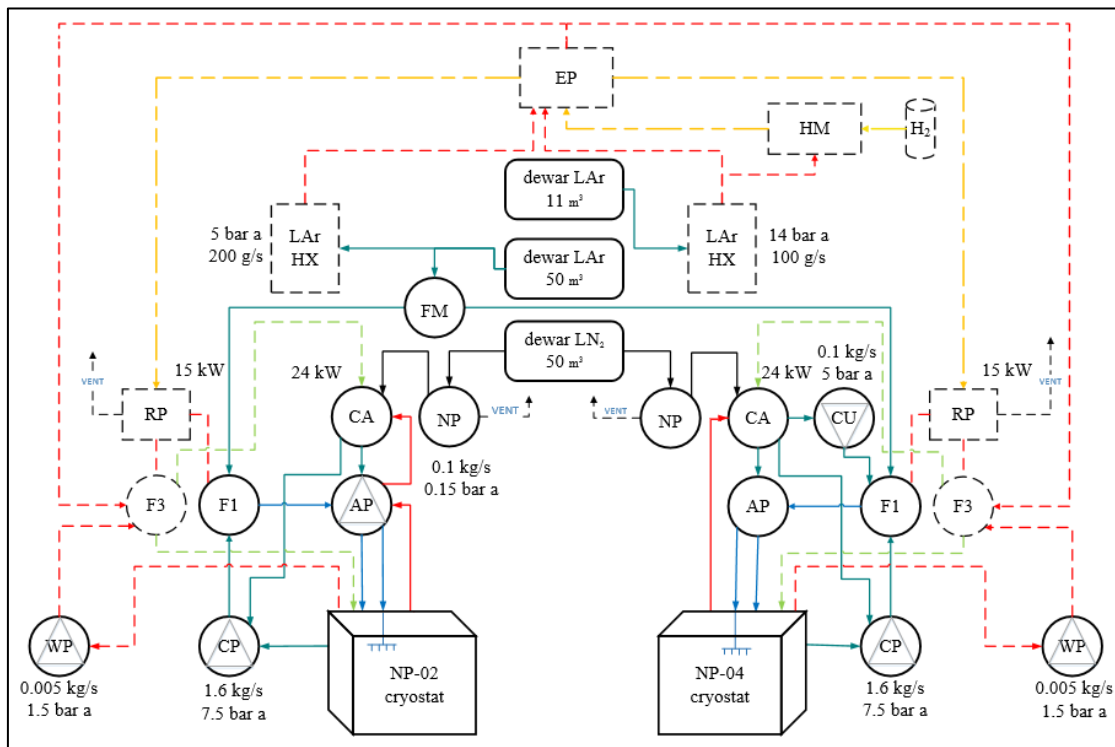 EP
HM
H₂
dewar LAr
11 m³
5 bar a
200 g/s
LAr
HX
LAr
HX
14 bar a
100 g/s
dewar LAr
50 m³
FM
dewar LN₂
50 m³
0.1 kg/s
5 bar a
15 kW
24 kW
24 kW
15 kW
VENT
RP
CA
NP
VENT
VENT
NP
CA
CU
RP
VENT
0.1 kg/s
0.15 bar a
F3
F1
AP
AP
F1
F3
WP
CP
NP-02
cryostat
NP-04
cryostat
CP
WP
0.005 kg/s
1.5 bar a
1.6 kg/s
7.5 bar a
1.6 kg/s
7.5 bar a
0.005 kg/s
1.5 bar a